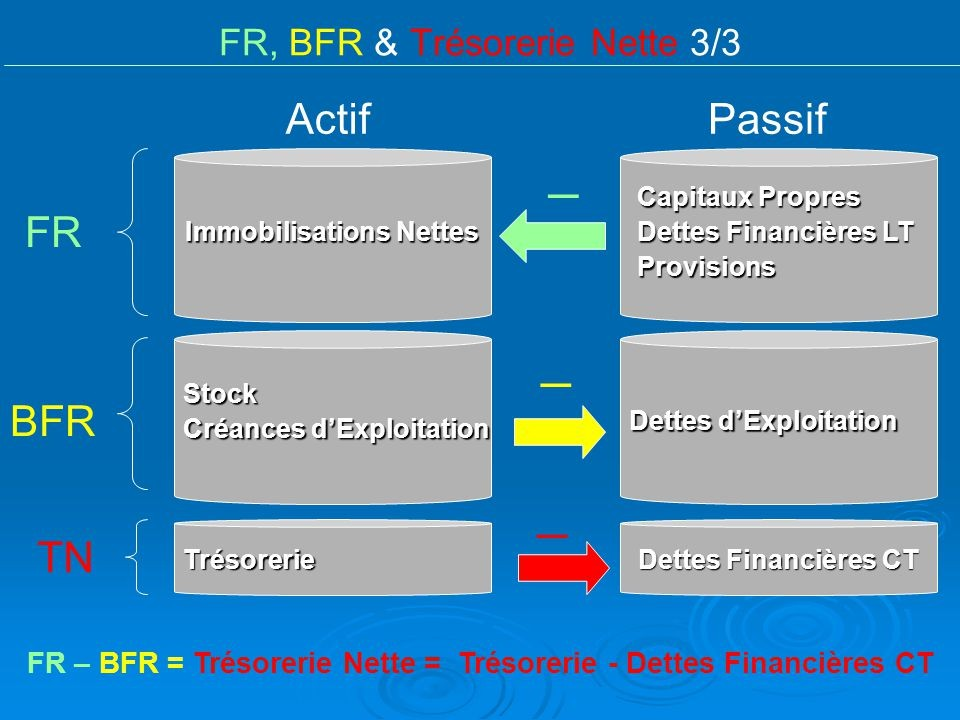 FR, BFR & Trésorerie Nette 3/3
Actif
Passif
FR
Immobilisations Nettes
–
Capitaux Propres
Dettes Financières LT
Provisions
BFR
Stock
Créances d’Exploitation
–
Dettes d’Exploitation
TN
Trésorerie
–
Dettes Financières CT
FR – BFR = Trésorerie Nette = Trésorerie - Dettes Financières CT